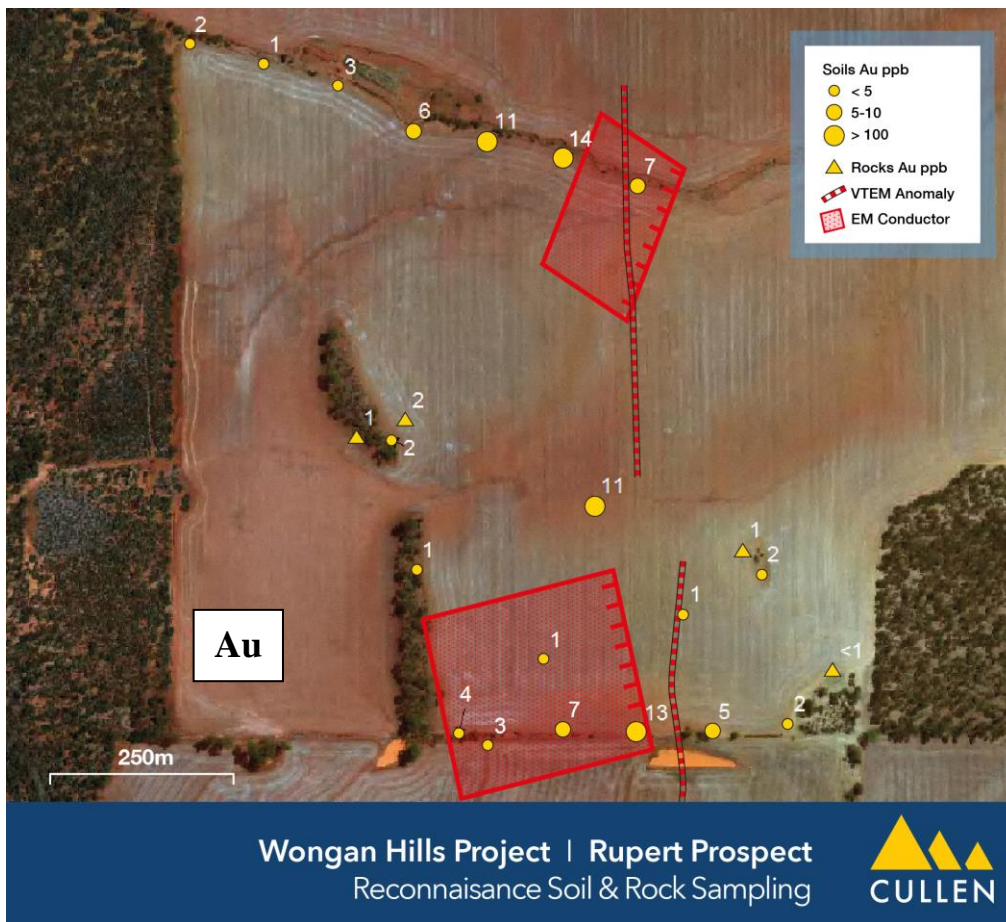 2
1
3
6
11
14
7
Soils Au ppb
< 5
5-10
> 100
Rocks Au ppb
VTEM Anomaly
EM Conductor
1
2
2
11
1
1
2
1
Au
1
<1
4
3
7
13
5
2
250m
Wongan Hills Project | Rupert Prospect
Reconnaisance Soil & Rock Sampling
CULLEN